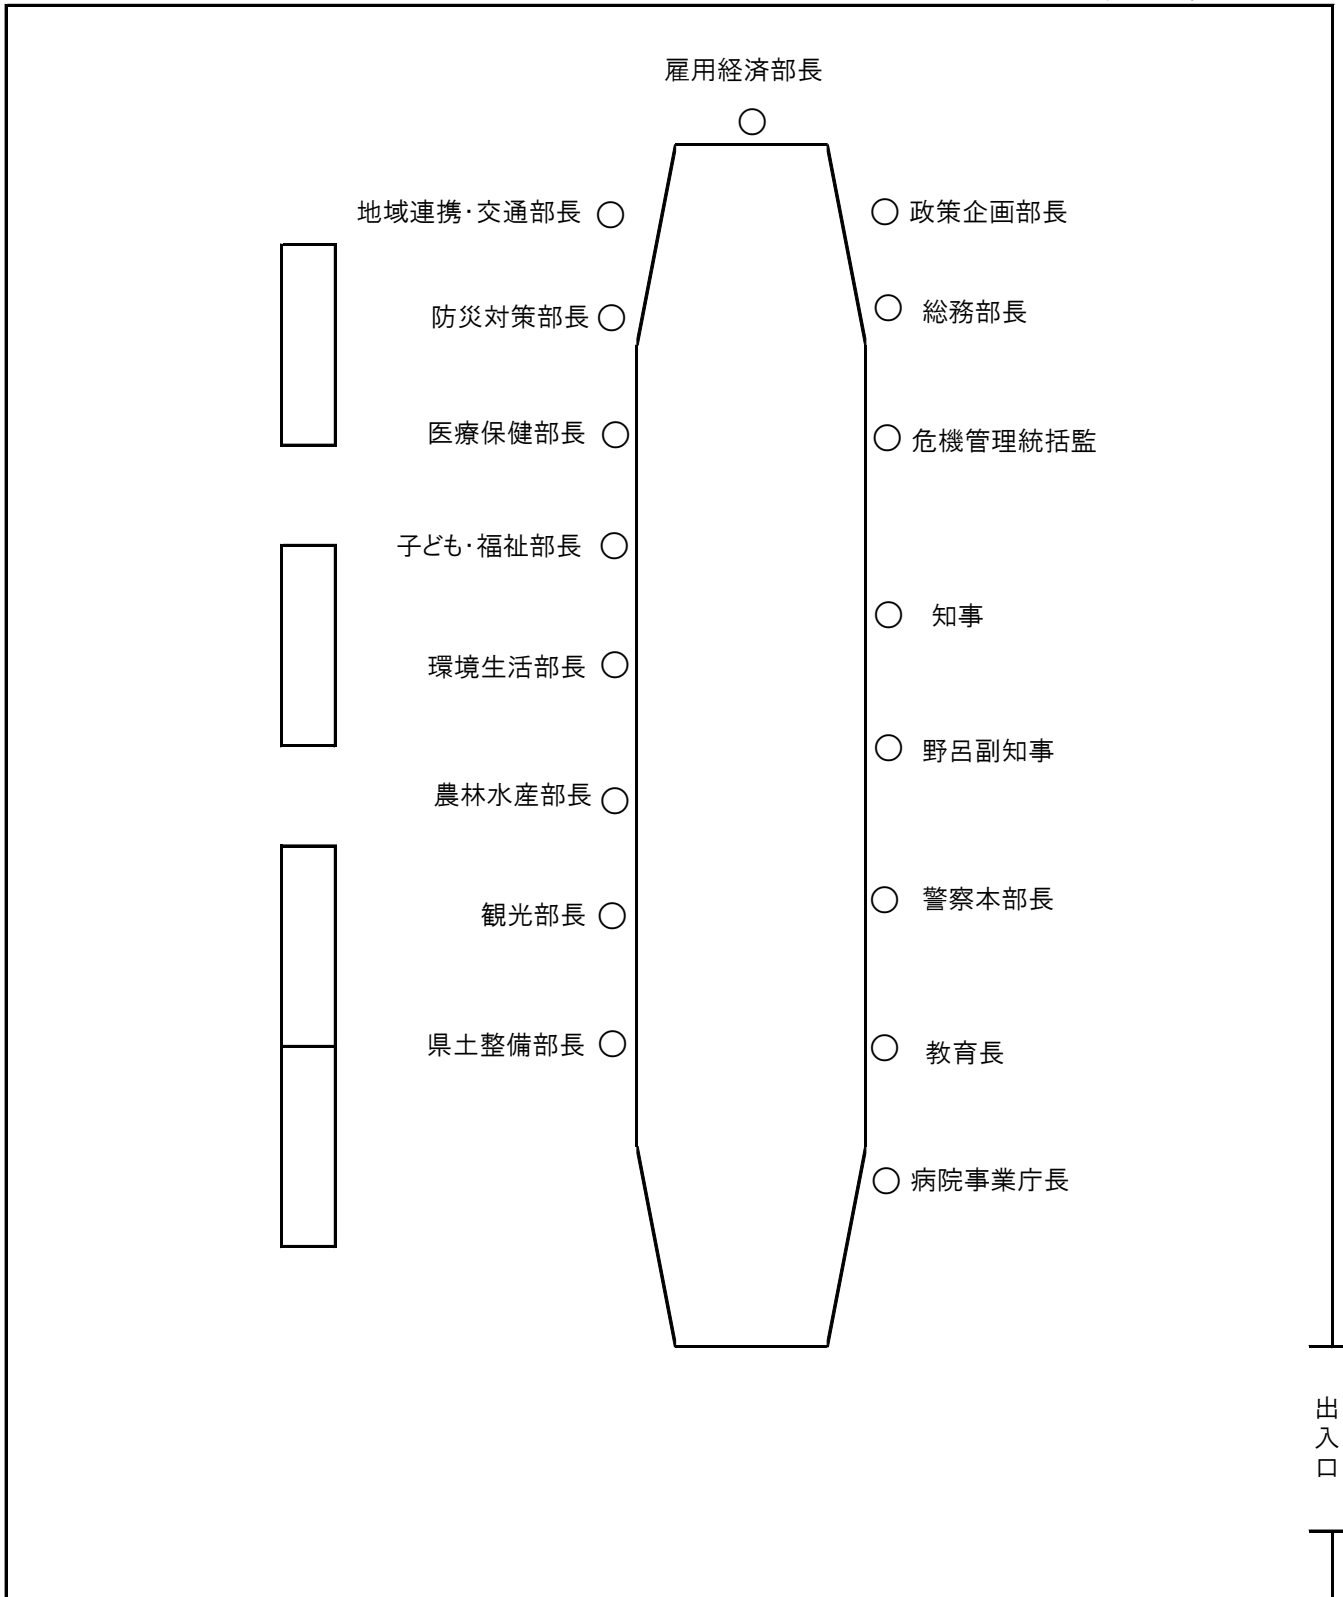 雇用経済部長
地域連携・交通部長
政策企画部長
防災対策部長
総務部長
医療保健部長
危機管理統括監
子ども・福祉部長
知事
環境生活部長
野呂副知事
農林水産部長
警察本部長
観光部長
県土整備部長
教育長
病院事業庁長
出入口